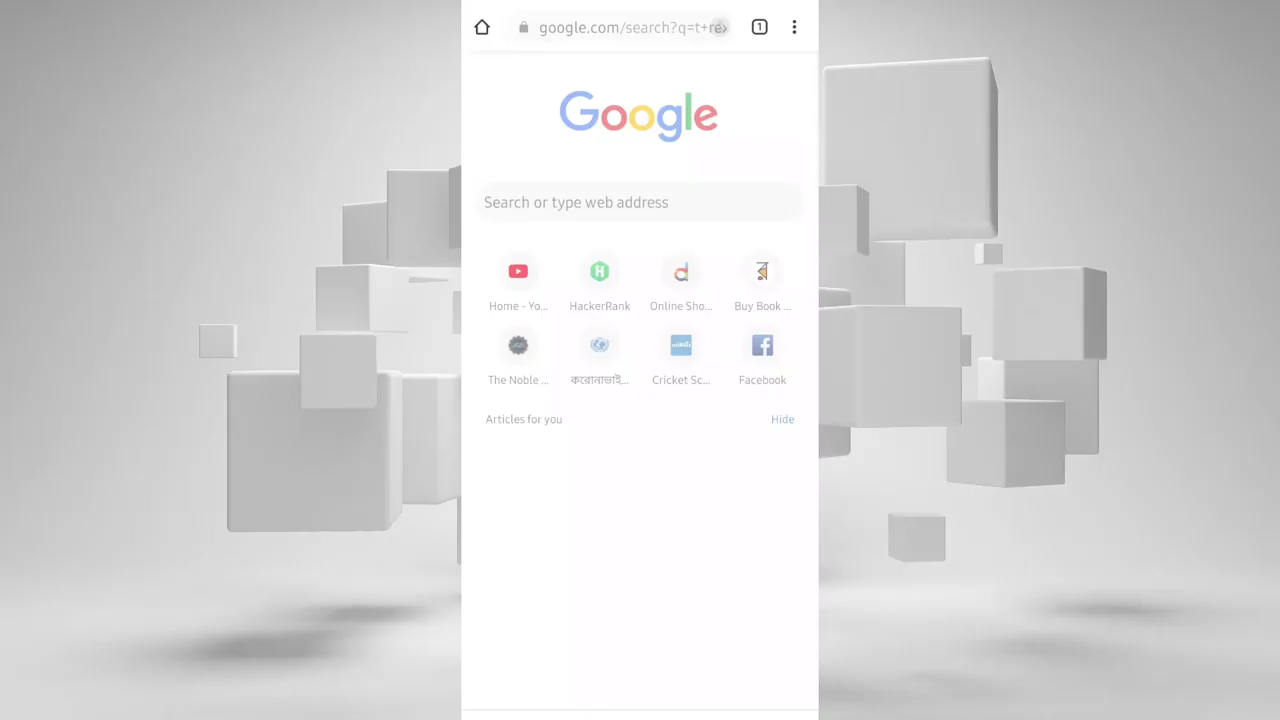 google.com/search?q=t+re
1
Google
Search or type web address
Home - Yo...
HackerRank
Online Sho...
Buy Book ...
The Noble ...
করোনাভাই...
Cricket Sc...
Facebook
Articles for you
Hide